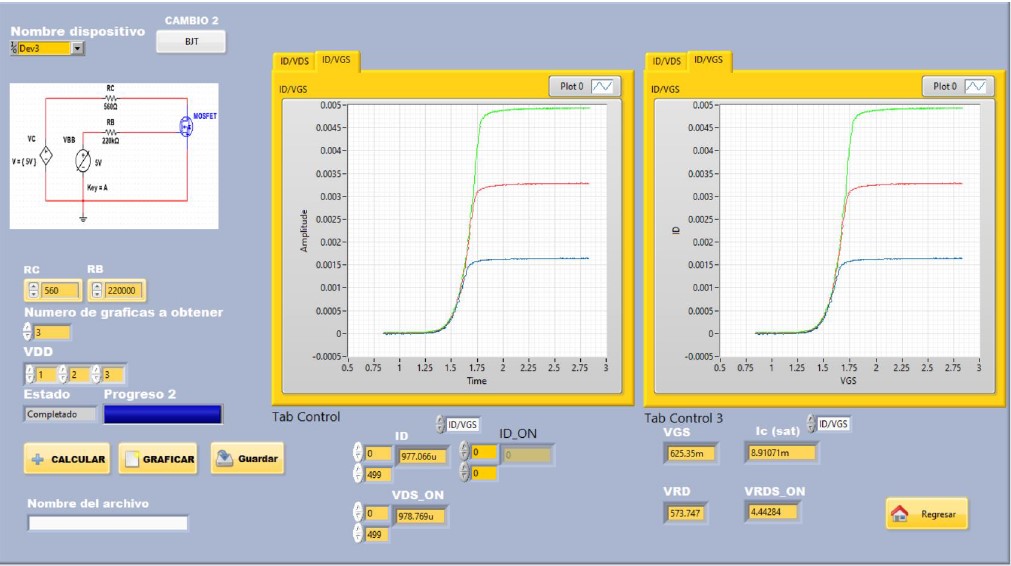 CAMBIO 2
Nombre dispositivo
Dev3
BJT
RC
560Ω
RB
220kΩ
MOSFET
VC
VBB
V = { 5V }
5V
Key = A
RC RB
560 220000
Numero de graficas a obtener
3
VDD
1 2 3
Estado Progreso 2
Completado
CALCULAR GRAFICAR Guardar
Nombre del archivo
ID/VDS ID/VGS
ID/VGS Plot 0
0.005
0.0045
0.004
0.0035
0.003
0.0025
0.002
0.0015
0.001
0.0005
0
-0.0005
Amplitude
0.5 0.75 1 1.25 1.5 1.75 2 2.25 2.5 2.75 3
Time
Tab Control
ID/VGS
ID ID_ON
0 977.066u 0 0
499 0
VDS_ON
0 978.769u
499
ID/VDS ID/VGS
ID/VGS Plot 0
0.005
0.0045
0.004
0.0035
0.003
0.0025
0.002
0.0015
0.001
0.0005
0
-0.0005
ID
0.5 0.75 1 1.25 1.5 1.75 2 2.25 2.5 2.75 3
VGS
Tab Control 3
ID/VGS
VGS Ic (sat)
625.35m 8.91071m
VRD VRDS_ON
573.747 4.44284
Regresar